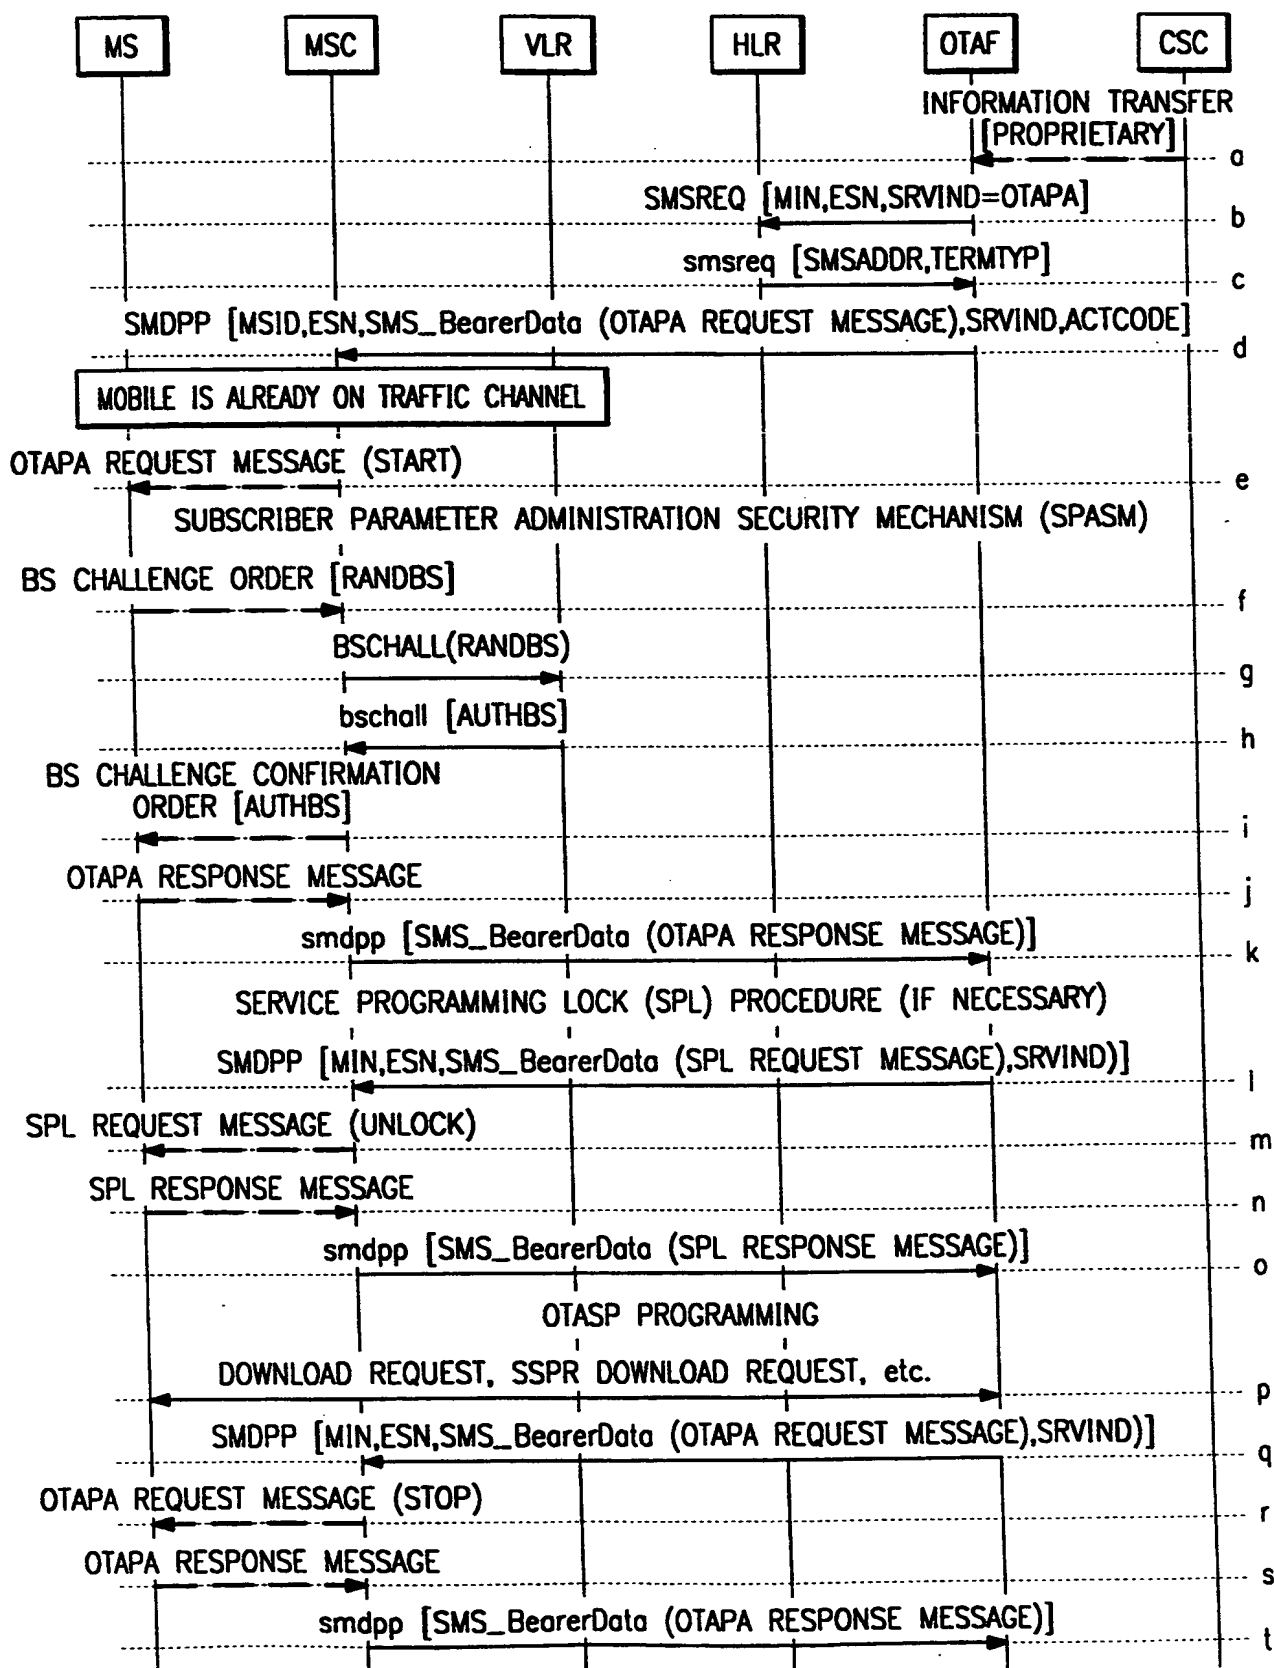 MS MSC VLR HLR OTAF CSC
INFORMATION TRANSFER
[PROPRIETARY]
a
SMSREQ [MIN,ESN,SRVIND=OTAPA]
b
smsreq [SMSADDR,TERMTYP]
c
SMDPP [MSID,ESN,SMS_BearerData (OTAPA REQUEST MESSAGE),SRVIND,ACTCODE]
d
MOBILE IS ALREADY ON TRAFFIC CHANNEL
OTAPA REQUEST MESSAGE (START)
e
SUBSCRIBER PARAMETER ADMINISTRATION SECURITY MECHANISM (SPASM)
BS CHALLENGE ORDER [RANDBS]
f
BSCHALL(RANDBS)
g
bschall [AUTHBS]
h
BS CHALLENGE CONFIRMATION
ORDER [AUTHBS]
i
OTAPA RESPONSE MESSAGE
j
smdpp [SMS_BearerData (OTAPA RESPONSE MESSAGE)]
k
SERVICE PROGRAMMING LOCK (SPL) PROCEDURE (IF NECESSARY)
SMDPP [MIN,ESN,SMS_BearerData (SPL REQUEST MESSAGE),SRVIND)]
l
SPL REQUEST MESSAGE (UNLOCK)
m
SPL RESPONSE MESSAGE
n
smdpp [SMS_BearerData (SPL RESPONSE MESSAGE)]
o
OTASP PROGRAMMING
DOWNLOAD REQUEST, SSPR DOWNLOAD REQUEST, etc.
p
SMDPP [MIN,ESN,SMS_BearerData (OTAPA REQUEST MESSAGE),SRVIND)]
q
OTAPA REQUEST MESSAGE (STOP)
r
OTAPA RESPONSE MESSAGE
s
smdpp [SMS_BearerData (OTAPA RESPONSE MESSAGE)]
t